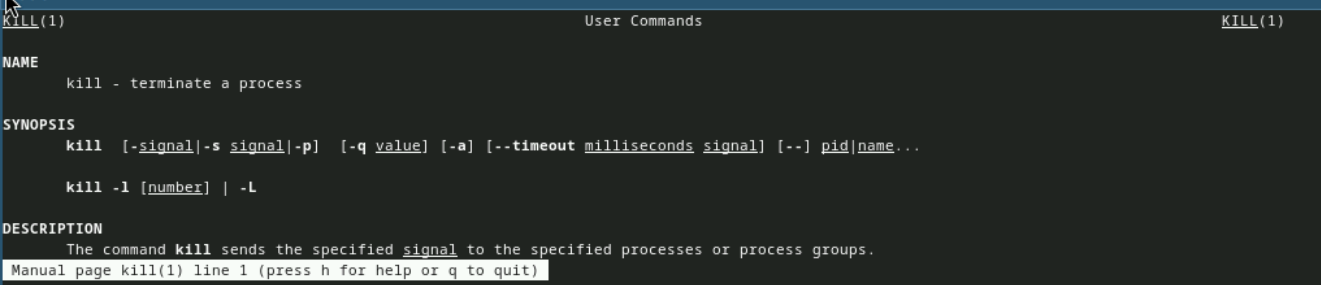 KILL(1) User Commands KILL(1)
NAME
kill - terminate a process
SYNOPSIS
kill [-signal|-s signal|-p] [-q value] [-a] [--timeout milliseconds signal] [--] pid|name...
kill -l [number] | -L
DESCRIPTION
The command kill sends the specified signal to the specified processes or process groups.
Manual page kill(1) line 1 (press h for help or q to quit)